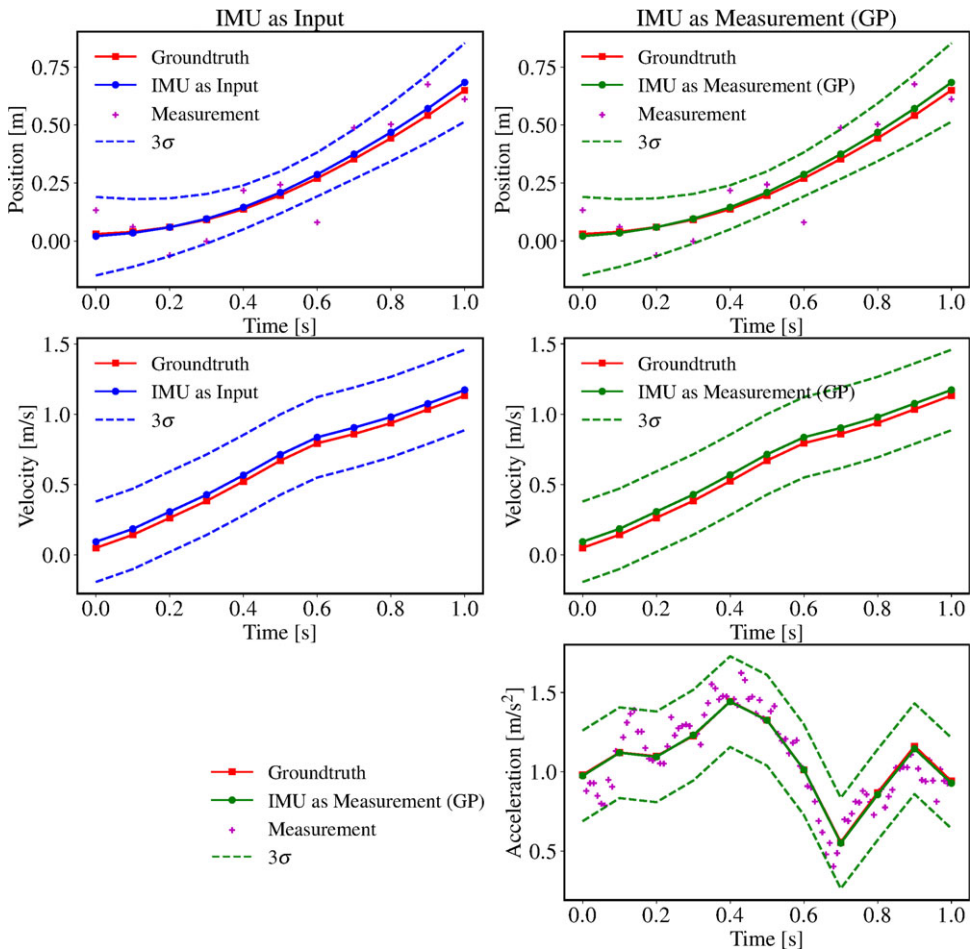 IMU as Input
Position [m]
0.75
0.50
0.25
0.00
Groundtruth
IMU as Input
Measurement
3σ
0.0 0.2 0.4 0.6 0.8 1.0
Time [s]
IMU as Measurement (GP)
Position [m]
0.75
0.50
0.25
0.00
Groundtruth
IMU as Measurement (GP)
Measurement
3σ
0.0 0.2 0.4 0.6 0.8 1.0
Time [s]
Velocity [m/s]
1.5
1.0
0.5
0.0
Groundtruth
IMU as Input
3σ
0.0 0.2 0.4 0.6 0.8 1.0
Time [s]
Velocity [m/s]
1.5
1.0
0.5
0.0
Groundtruth
IMU as Measurement (GP)
3σ
0.0 0.2 0.4 0.6 0.8 1.0
Time [s]
Groundtruth
IMU as Measurement (GP)
Measurement
3σ
Acceleration [m/s²]
1.5
1.0
0.5
0.0 0.2 0.4 0.6 0.8 1.0
Time [s]